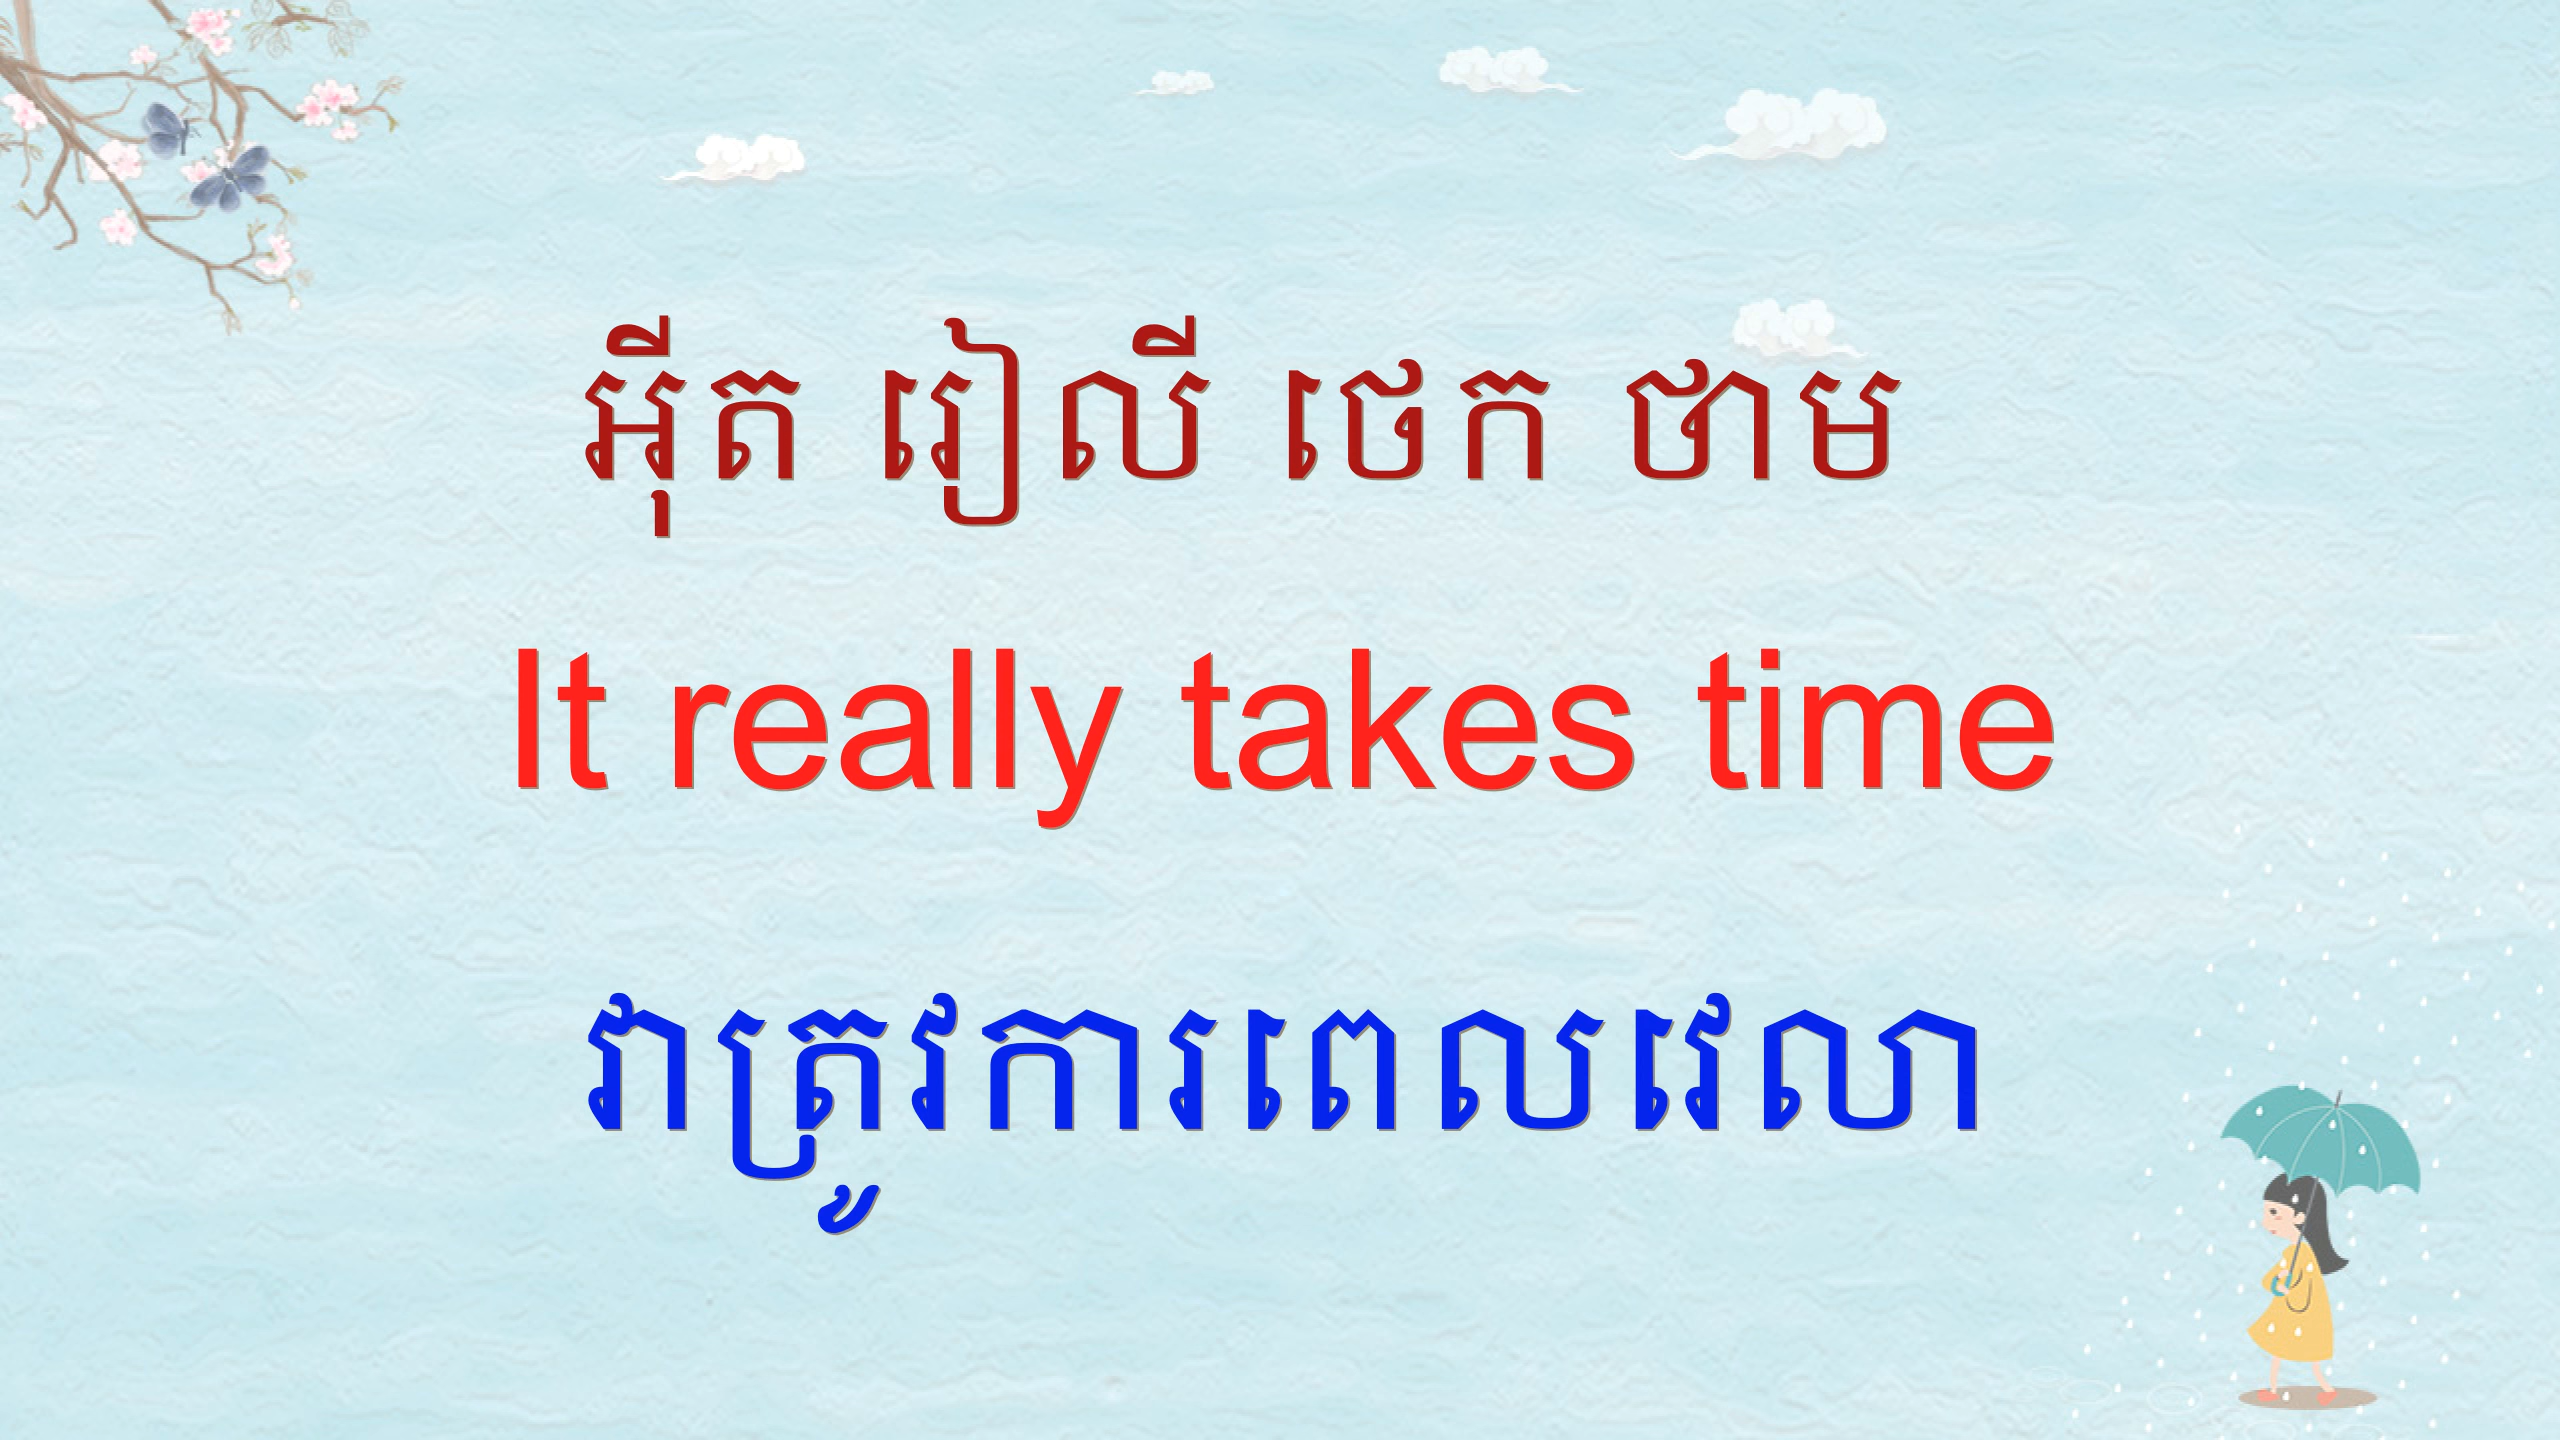 អ៊ីត រៀលី ថេក ថាម
It really takes time
វាត្រូវការពេលវេលា